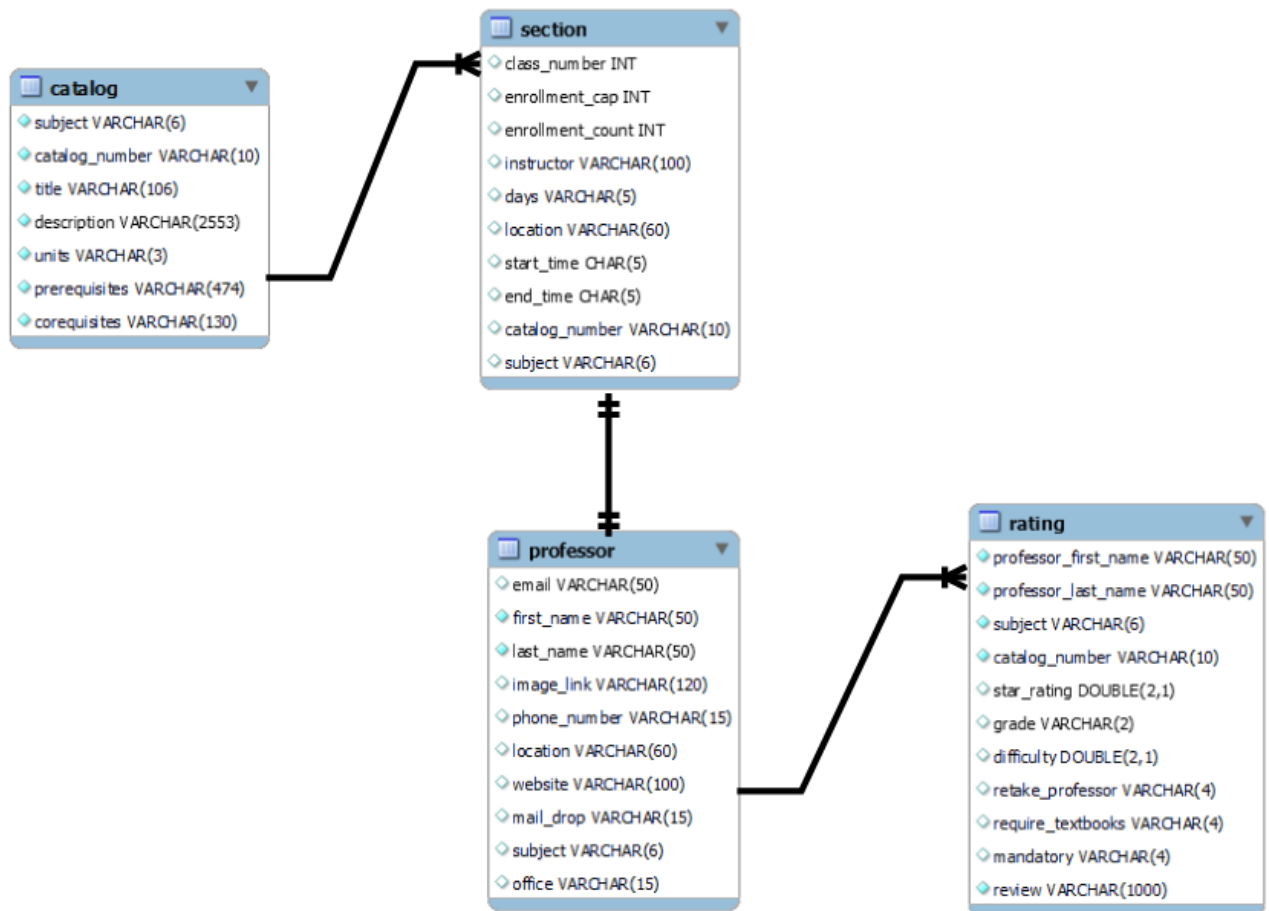 catalog
subject VARCHAR(6)
catalog_number VARCHAR(10)
title VARCHAR(106)
description VARCHAR(2553)
units VARCHAR(3)
prerequisites VARCHAR(474)
corequisites VARCHAR(130)
section
class_number INT
enrollment_cap INT
enrollment_count INT
instructor VARCHAR(100)
days VARCHAR(5)
location VARCHAR(60)
start_time CHAR(5)
end_time CHAR(5)
catalog_number VARCHAR(10)
subject VARCHAR(6)
professor
email VARCHAR(50)
first_name VARCHAR(50)
last_name VARCHAR(50)
image_link VARCHAR(120)
phone_number VARCHAR(15)
location VARCHAR(60)
website VARCHAR(100)
mail_drop VARCHAR(15)
subject VARCHAR(6)
office VARCHAR(15)
rating
professor_first_name VARCHAR(50)
professor_last_name VARCHAR(50)
subject VARCHAR(6)
catalog_number VARCHAR(10)
star_rating DOUBLE(2,1)
grade VARCHAR(2)
difficulty DOUBLE(2,1)
retake_professor VARCHAR(4)
require_textbooks VARCHAR(4)
mandatory VARCHAR(4)
review VARCHAR(1000)